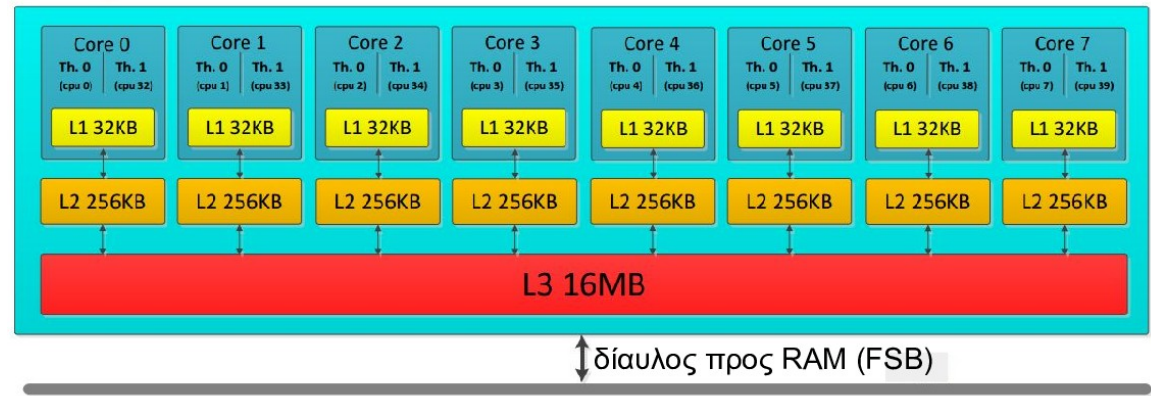 Core 0 Core 1 Core 2 Core 3 Core 4 Core 5 Core 6 Core 7
Th. 0 Th. 1 Th. 0 Th. 1 Th. 0 Th. 1 Th. 0 Th. 1 Th. 0 Th. 1 Th. 0 Th. 1 Th. 0 Th. 1 Th. 0 Th. 1
(cpu 0) (cpu 32) (cpu 1) (cpu 33) (cpu 2) (cpu 34) (cpu 3) (cpu 35) (cpu 4) (cpu 36) (cpu 5) (cpu 37) (cpu 6) (cpu 38) (cpu 7) (cpu 39)
L1 32KB L1 32KB L1 32KB L1 32KB L1 32KB L1 32KB L1 32KB L1 32KB
L2 256KB L2 256KB L2 256KB L2 256KB L2 256KB L2 256KB L2 256KB L2 256KB
L3 16MB
δίαυλος προς RAM (FSB)